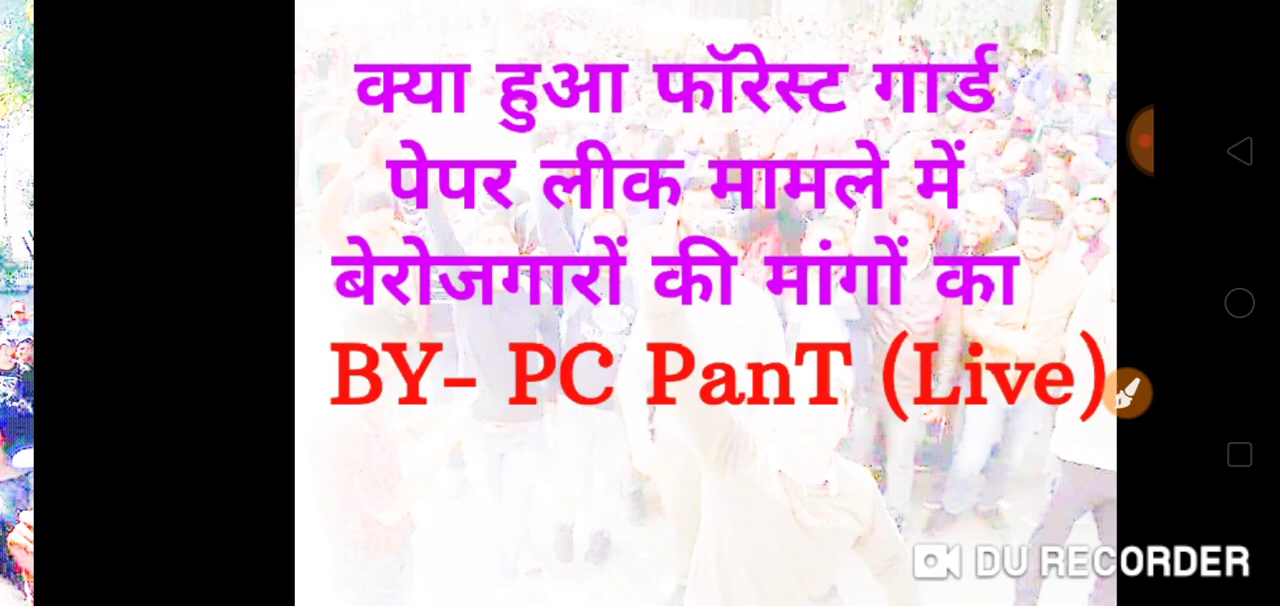 क्या हुआ फॉरेस्ट गार्ड
पेपर लीक मामले में
बेरोजगारों की मांगों का
BY- PC PanT (Live)
DU RECORDER